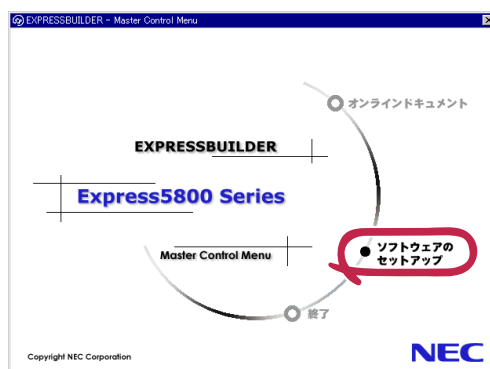 EXPRESSBUILDER - Master Control Menu
オンラインドキュメント
EXPRESSBUILDER
Express5800 Series
ソフトウェアの
セットアップ
Master Control Menu
終了
Copyright NEC Corporation
NEC